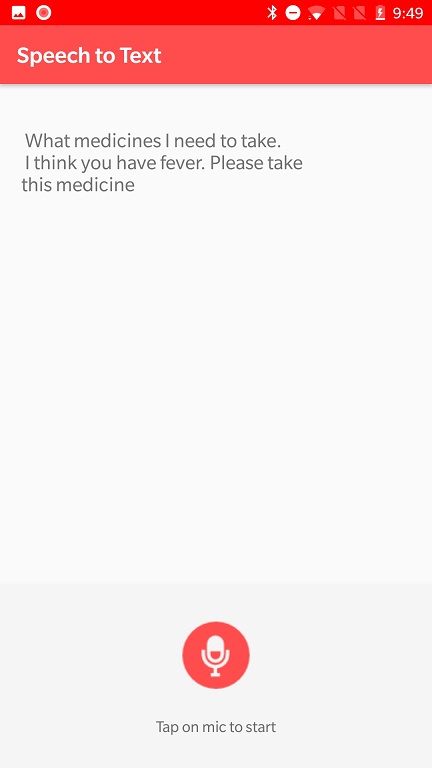 9:49
Speech to Text
What medicines I need to take.
I think you have fever. Please take
this medicine
Tap on mic to start